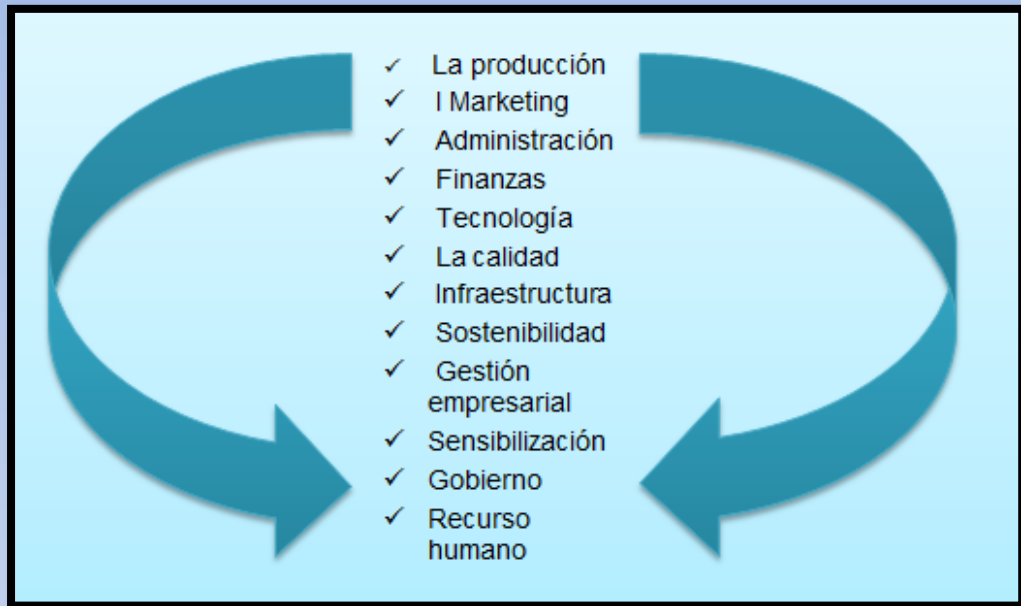 ✓ La producción
✓ I Marketing
✓ Administración
✓ Finanzas
✓ Tecnología
✓ La calidad
✓ Infraestructura
✓ Sostenibilidad
✓ Gestión
empresarial
✓ Sensibilización
✓ Gobierno
✓ Recurso
humano